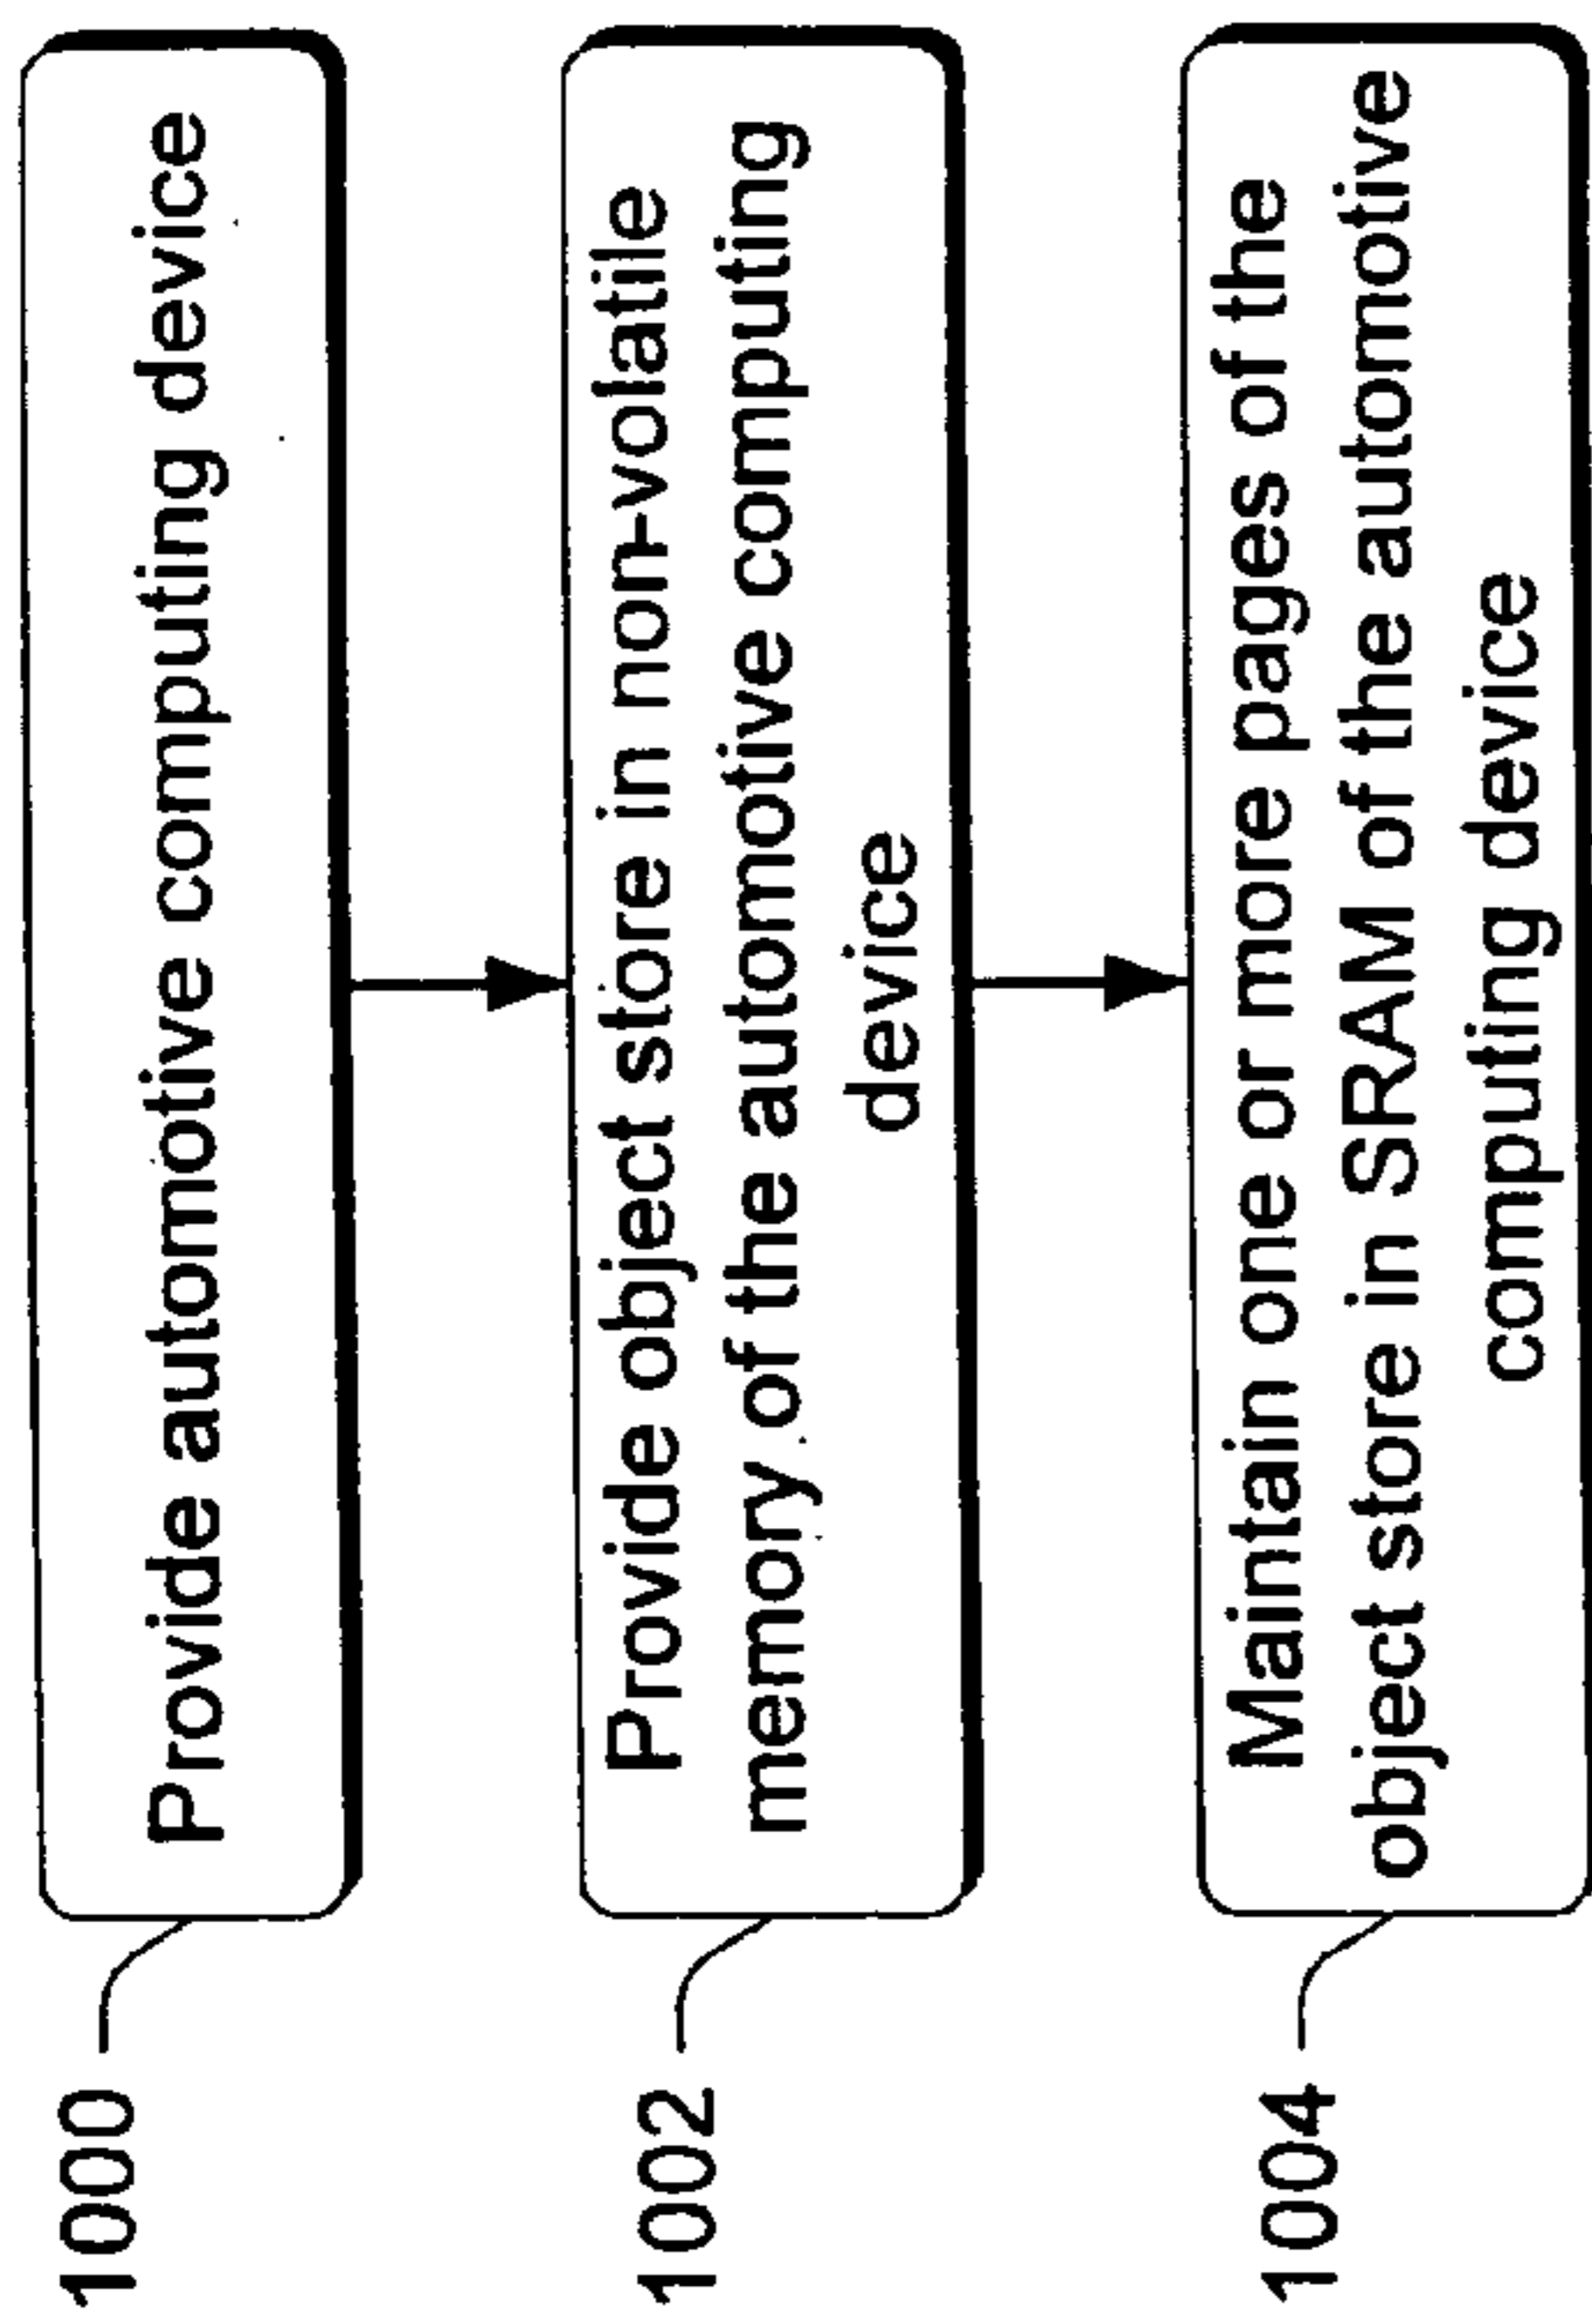 1000
Provide automotive computing device
1002
Provide object store in non-volatile
memory of the automotive computing
device
1004
Maintain one or more pages of the
object store in SRAM of the automotive
computing device